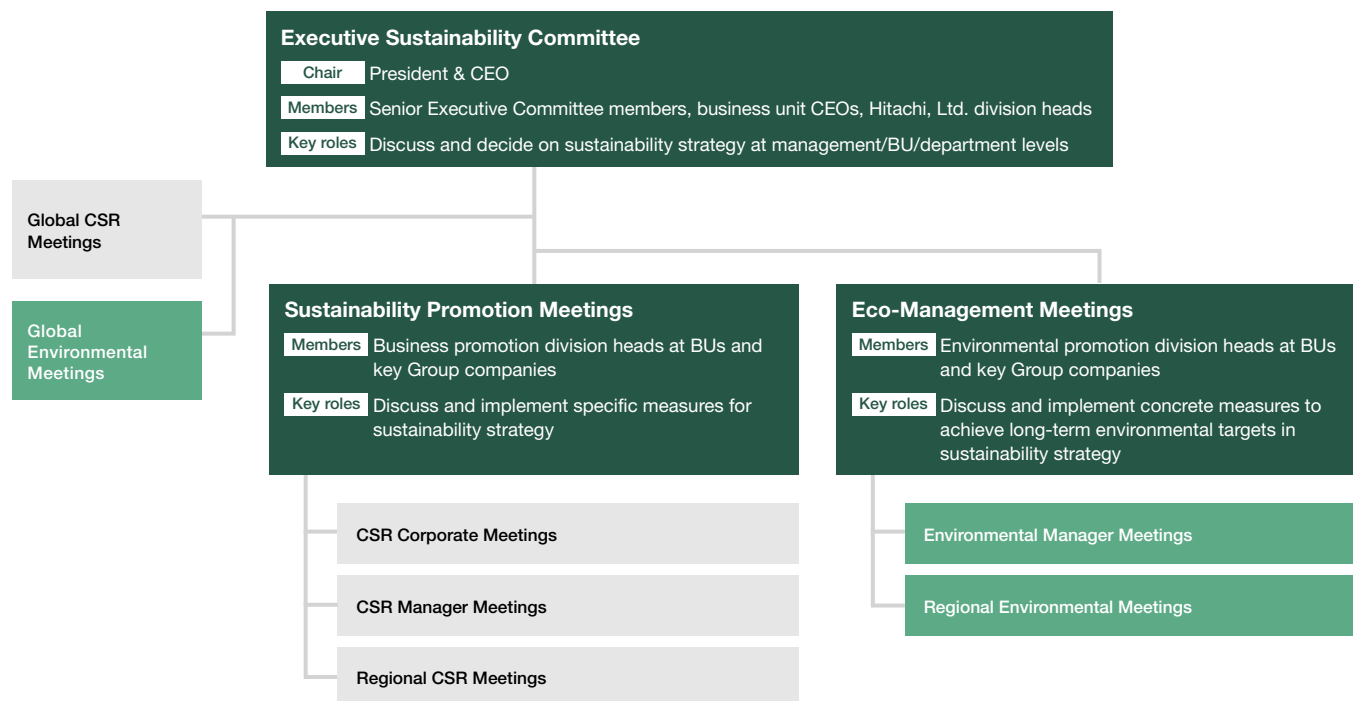 Executive Sustainability Committee
Chair President & CEO
Members Senior Executive Committee members, business unit CEOs, Hitachi, Ltd. division heads
Key roles Discuss and decide on sustainability strategy at management/BU/department levels
Global CSR
Meetings
Global
Environmental
Meetings
Sustainability Promotion Meetings
Members Business promotion division heads at BUs and
key Group companies
Key roles Discuss and implement specific measures for
sustainability strategy
CSR Corporate Meetings
CSR Manager Meetings
Regional CSR Meetings
Eco-Management Meetings
Members Environmental promotion division heads at BUs
and key Group companies
Key roles Discuss and implement concrete measures to
achieve long-term environmental targets in
sustainability strategy
Environmental Manager Meetings
Regional Environmental Meetings